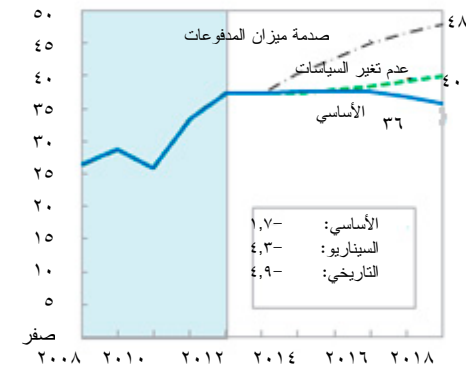 ٥٠
٤٥
٤٠
٣٥
٣٠
٢٥
٢٠
١٥
١٠
٥
صفر
صدمة ميزان المدفوعات
٤٨
عدم تغير السياسات
٤٠
الأساسي
٣٦
الأساسي: -١,٧
السيناريو: -٤,٣
التاريخي: -٤,٩
٢٠٠٨ ٢٠١٠ ٢٠١٢ ٢٠١٤ ٢٠١٦ ٢٠١٨